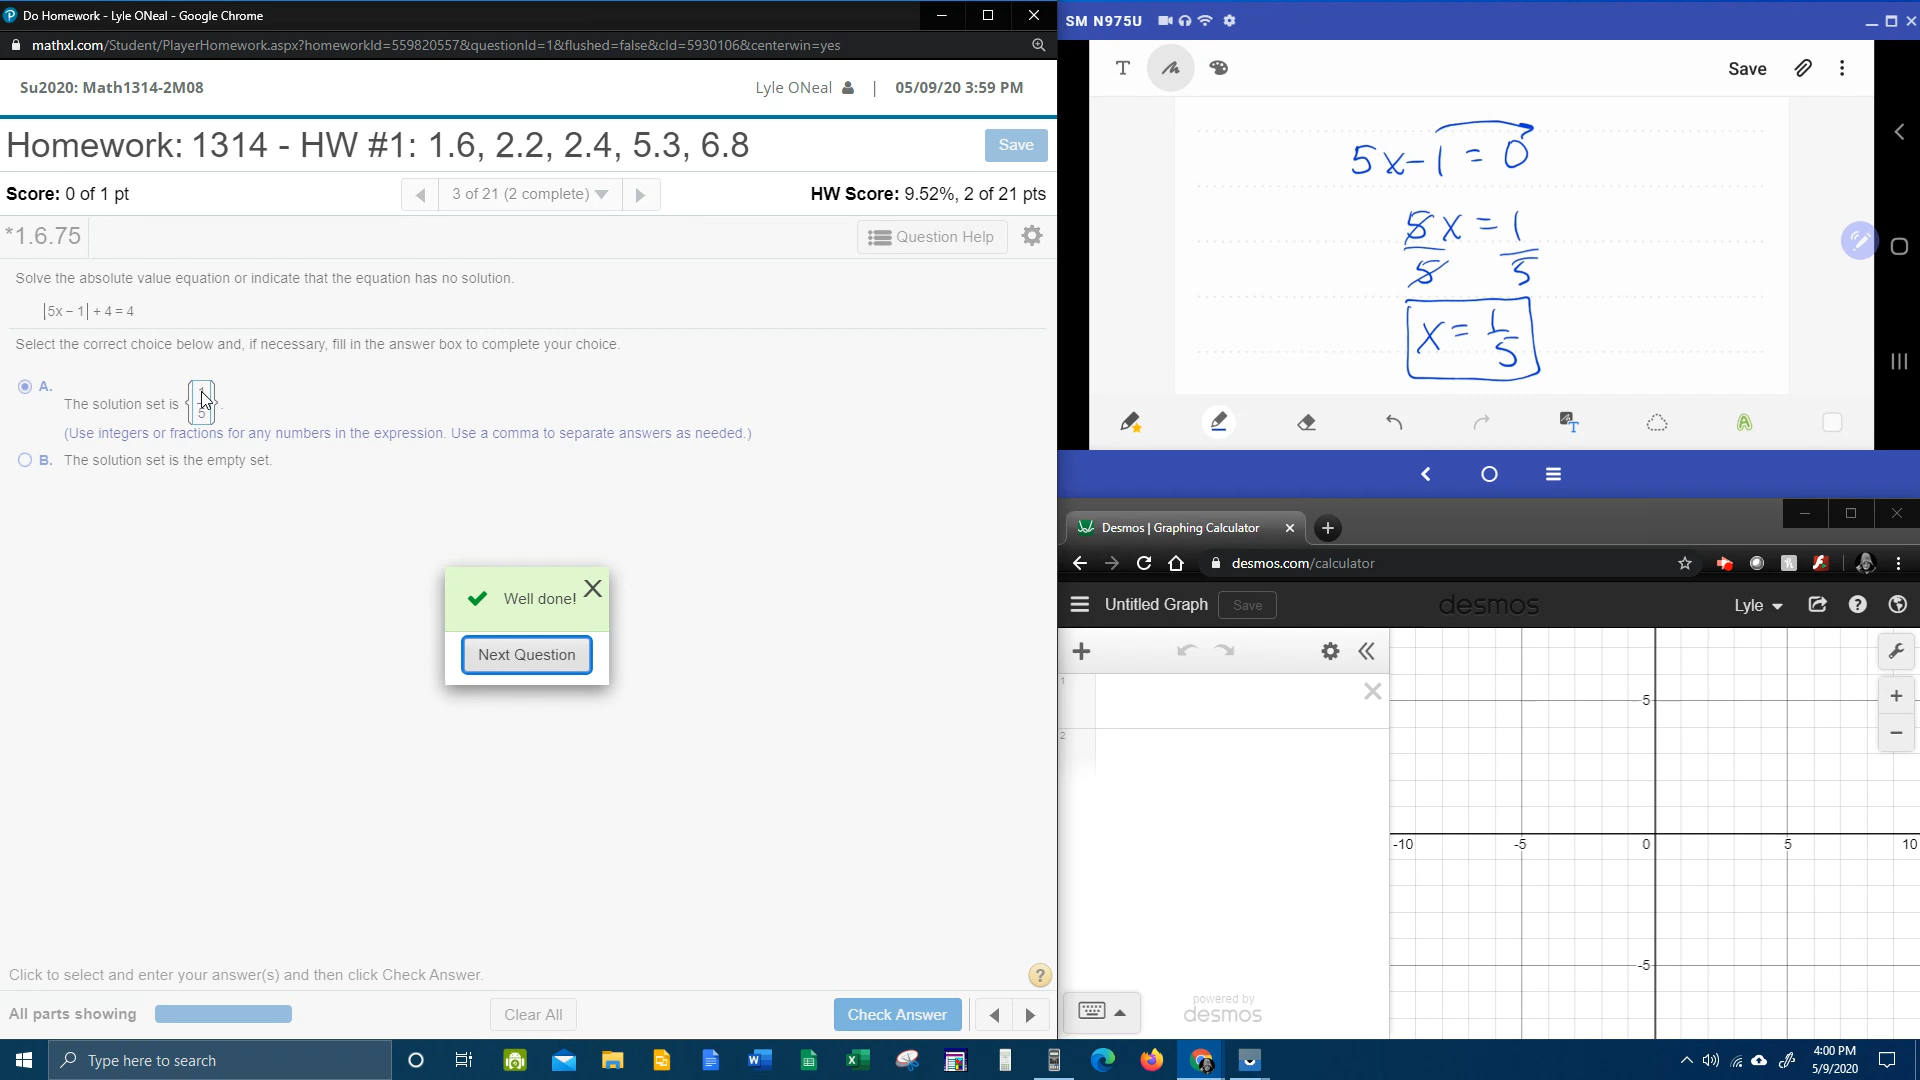 Do Homework - Lyle ONeal - Google Chrome
mathxl.com/Student/PlayerHomework.aspx?homeworkId=559820557&questionId=1&flushed=false&cId=5930106&centerwin=yes
Su2020: Math1314-2M08
Lyle ONeal | 05/09/20 3:59 PM
Homework: 1314 - HW #1: 1.6, 2.2, 2.4, 5.3, 6.8
Save
Score: 0 of 1 pt
3 of 21 (2 complete)
HW Score: 9.52%, 2 of 21 pts
*1.6.75
Question Help
Solve the absolute value equation or indicate that the equation has no solution.
|5x − 1| + 4 = 4
Select the correct choice below and, if necessary, fill in the answer box to complete your choice.
A.
The solution set is {1/5}.
(Use integers or fractions for any numbers in the expression. Use a comma to separate answers as needed.)
B. The solution set is the empty set.
Well done!
Next Question
Click to select and enter your answer(s) and then click Check Answer.
All parts showing
Clear All
Check Answer
Type here to search
SM N975U
T
Save
5x-1 = 0
5x = 1
5 5
x = 1/5
Desmos | Graphing Calculator
desmos.com/calculator
Untitled Graph
Save
desmos
Lyle
1
2
5
-10 -5 0 5 10
-5
powered by
desmos
4:00 PM
5/9/2020